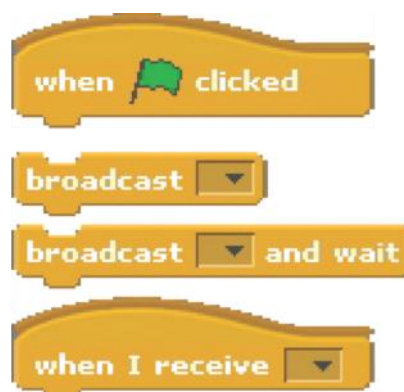 when clicked
broadcast
broadcast and wait
when I receive